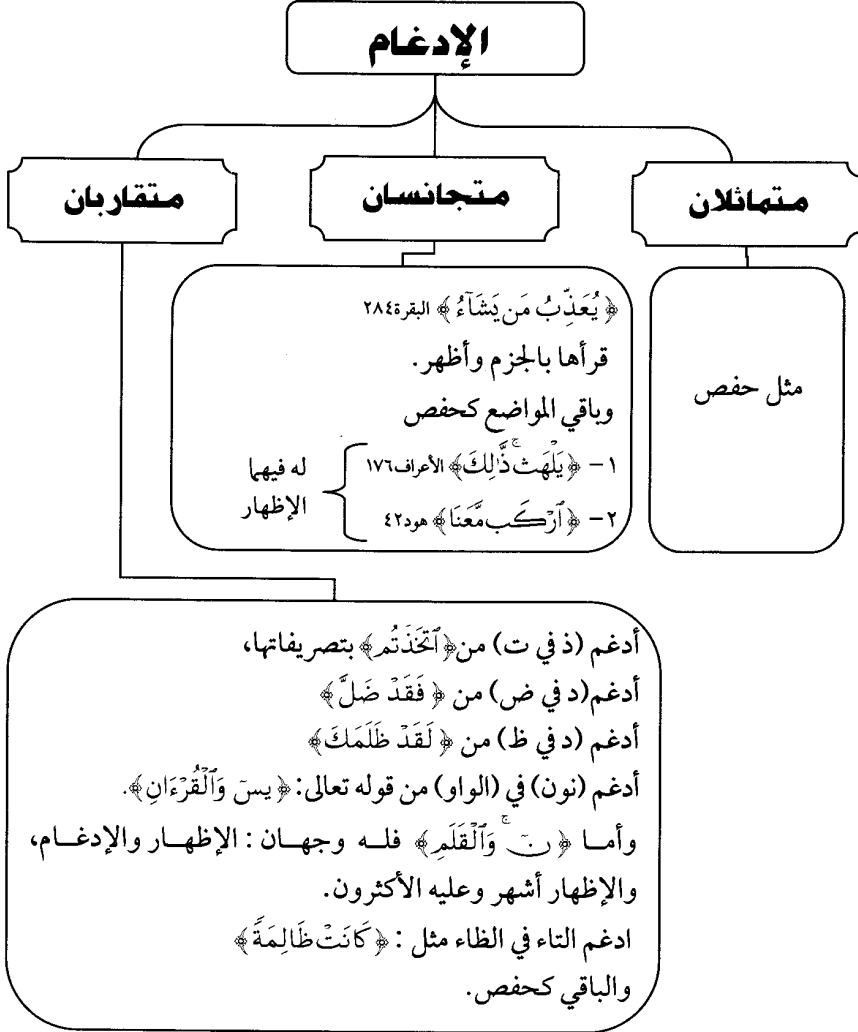 الإدغام
متماثلان
متجانسان
متقاربان
مثل حفص
﴿يُعَذِّبُ مَن يَشَآءُ﴾ البقرة٢٨٤
قرأها بالجزم وأظهر.
وباقي المواضع كحفص
١- ﴿يَلْهَثۚ ذَّٰلِكَ﴾ الأعراف١٧٦
٢- ﴿ٱرْكَب مَّعَنَا﴾ هود٤٢
له فيهما
الإظهار
أدغم (ذ في ت) من ﴿ٱتَّخَذتُم﴾ بتصريفاتها،
أدغم(د في ض) من ﴿فَقَدْ ضَلَّ﴾
أدغم (د في ظ) من ﴿لَقَدْ ظَلَمَكَ﴾
أدغم (نون) في (الواو) من قوله تعالى: ﴿يسٓ وَٱلْقُرْءَانِ﴾.
وأما ﴿نٓۚ وَٱلْقَلَمِ﴾ فله وجهان : الإظهار والإدغام،
والإظهار أشهر وعليه الأكثرون.
ادغم التاء في الظاء مثل : ﴿كَانَتْ ظَالِمَةً﴾
والباقي كحفص.